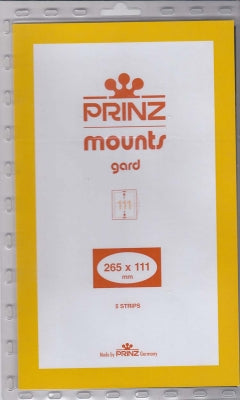 PRINZ
mounts
gard
111
265 x 111
mm
5 STRIPS
Made by PRINZ Germany